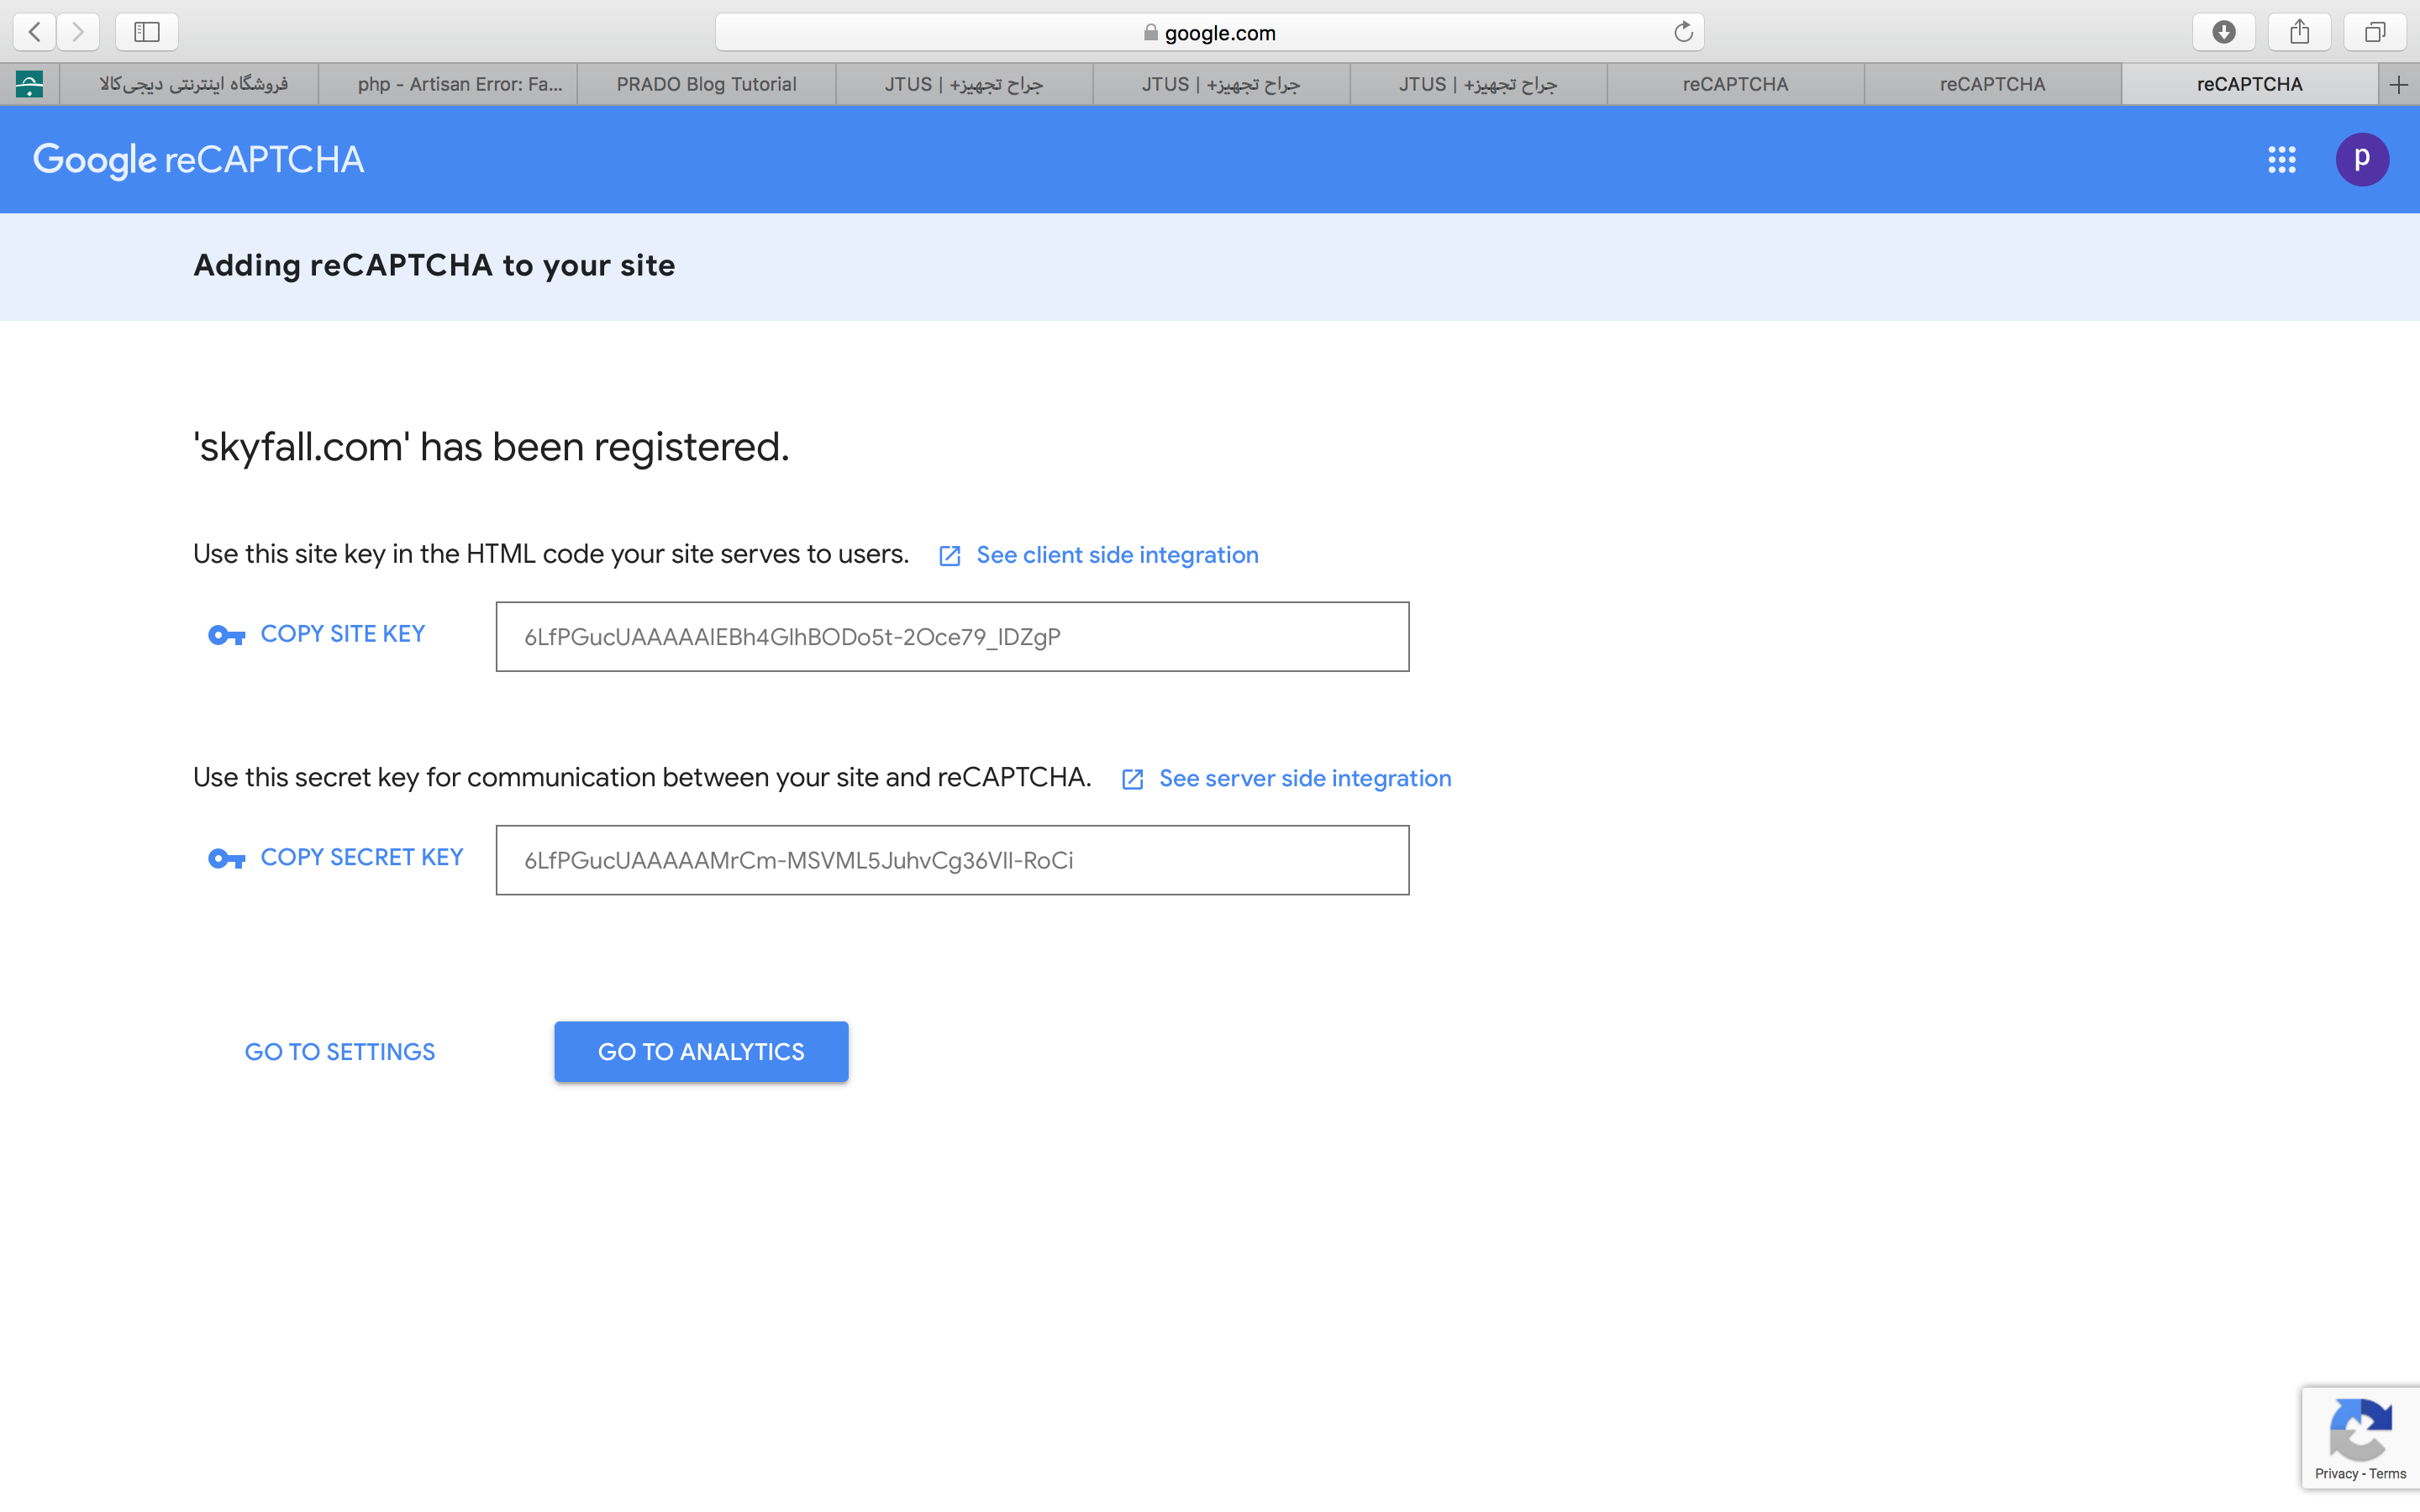 google.com
فروشگاه اینترنتی دیجی‌کالا
php - Artisan Error: Fa...
PRADO Blog Tutorial
JTUS | +جراح تجهیز
JTUS | +جراح تجهیز
JTUS | +جراح تجهیز
reCAPTCHA
reCAPTCHA
reCAPTCHA
Google reCAPTCHA
p
Adding reCAPTCHA to your site
'skyfall.com' has been registered.
Use this site key in the HTML code your site serves to users. See client side integration
COPY SITE KEY 6LfPGucUAAAAAIEBh4GlhBODo5t-2Oce79_IDZgP
Use this secret key for communication between your site and reCAPTCHA. See server side integration
COPY SECRET KEY 6LfPGucUAAAAAMrCm-MSVML5JuhvCg36VII-RoCi
GO TO SETTINGS GO TO ANALYTICS
Privacy - Terms